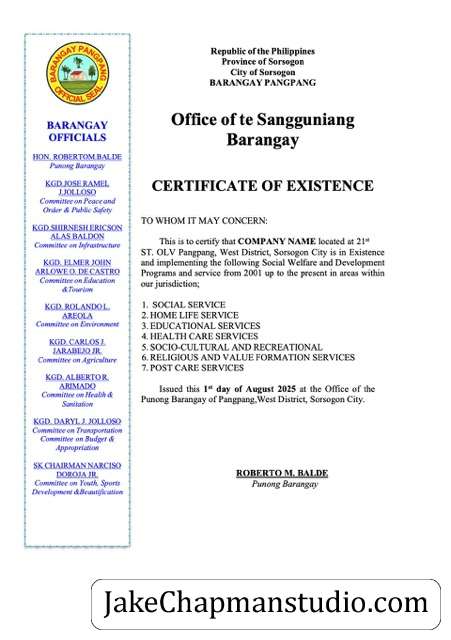 BARANGAY PANGPANG
OFFICIAL SEAL
BARANGAY
OFFICIALS
HON. ROBERTOM. BALDE
Punong Barangay
KGD.JOSE RAMEL
J.JOLLOSO
Committee on Peace and
Order & Public Safety
KGD.SHIRNESH ERICSON
ALAS BALDON
Committee on Infrastructure
KGD. ELMER JOHN
ARLOWE O. DE CASTRO
Committee on Education
&Tourism
KGD. ROLANDO L.
AREOLA
Committee on Environment
KGD. CARLOS J.
JARABEJO JR.
Committee on Agriculture
KGD. ALBERTO R.
ARIMADO
Committee on Health &
Sanitation
KGD. DARYL J. JOLLOSO
Committee on Transportation
Committee on Budget &
Appropriation
SK CHAIRMAN NARCISO
DOROJA JR.
Committee on Youth, Sports
Development &Beautification
Republic of the Philippines
Province of Sorsogon
City of Sorsogon
BARANGAY PANGPANG
Office of te Sangguniang
Barangay
CERTIFICATE OF EXISTENCE
TO WHOM IT MAY CONCERN:
This is to certify that COMPANY NAME located at 21st
ST. OLV Pangpang, West District, Sorsogon City is in Existence
and implementing the following Social Welfare and Development
Programs and service from 2001 up to the present in areas within
our jurisdiction;
1. SOCIAL SERVICE
2. HOME LIFE SERVICE
3. EDUCATIONAL SERVICES
4. HEALTH CARE SERVICES
5. SOCIO-CULTURAL AND RECREATIONAL
6. RELIGIOUS AND VALUE FORMATION SERVICES
7. POST CARE SERVICES
Issued this 1st day of August 2025 at the Office of the
Punong Barangay of Pangpang,West District, Sorsogon City.
ROBERTO M. BALDE
Punong Barangay
JakeChapmanstudio.com